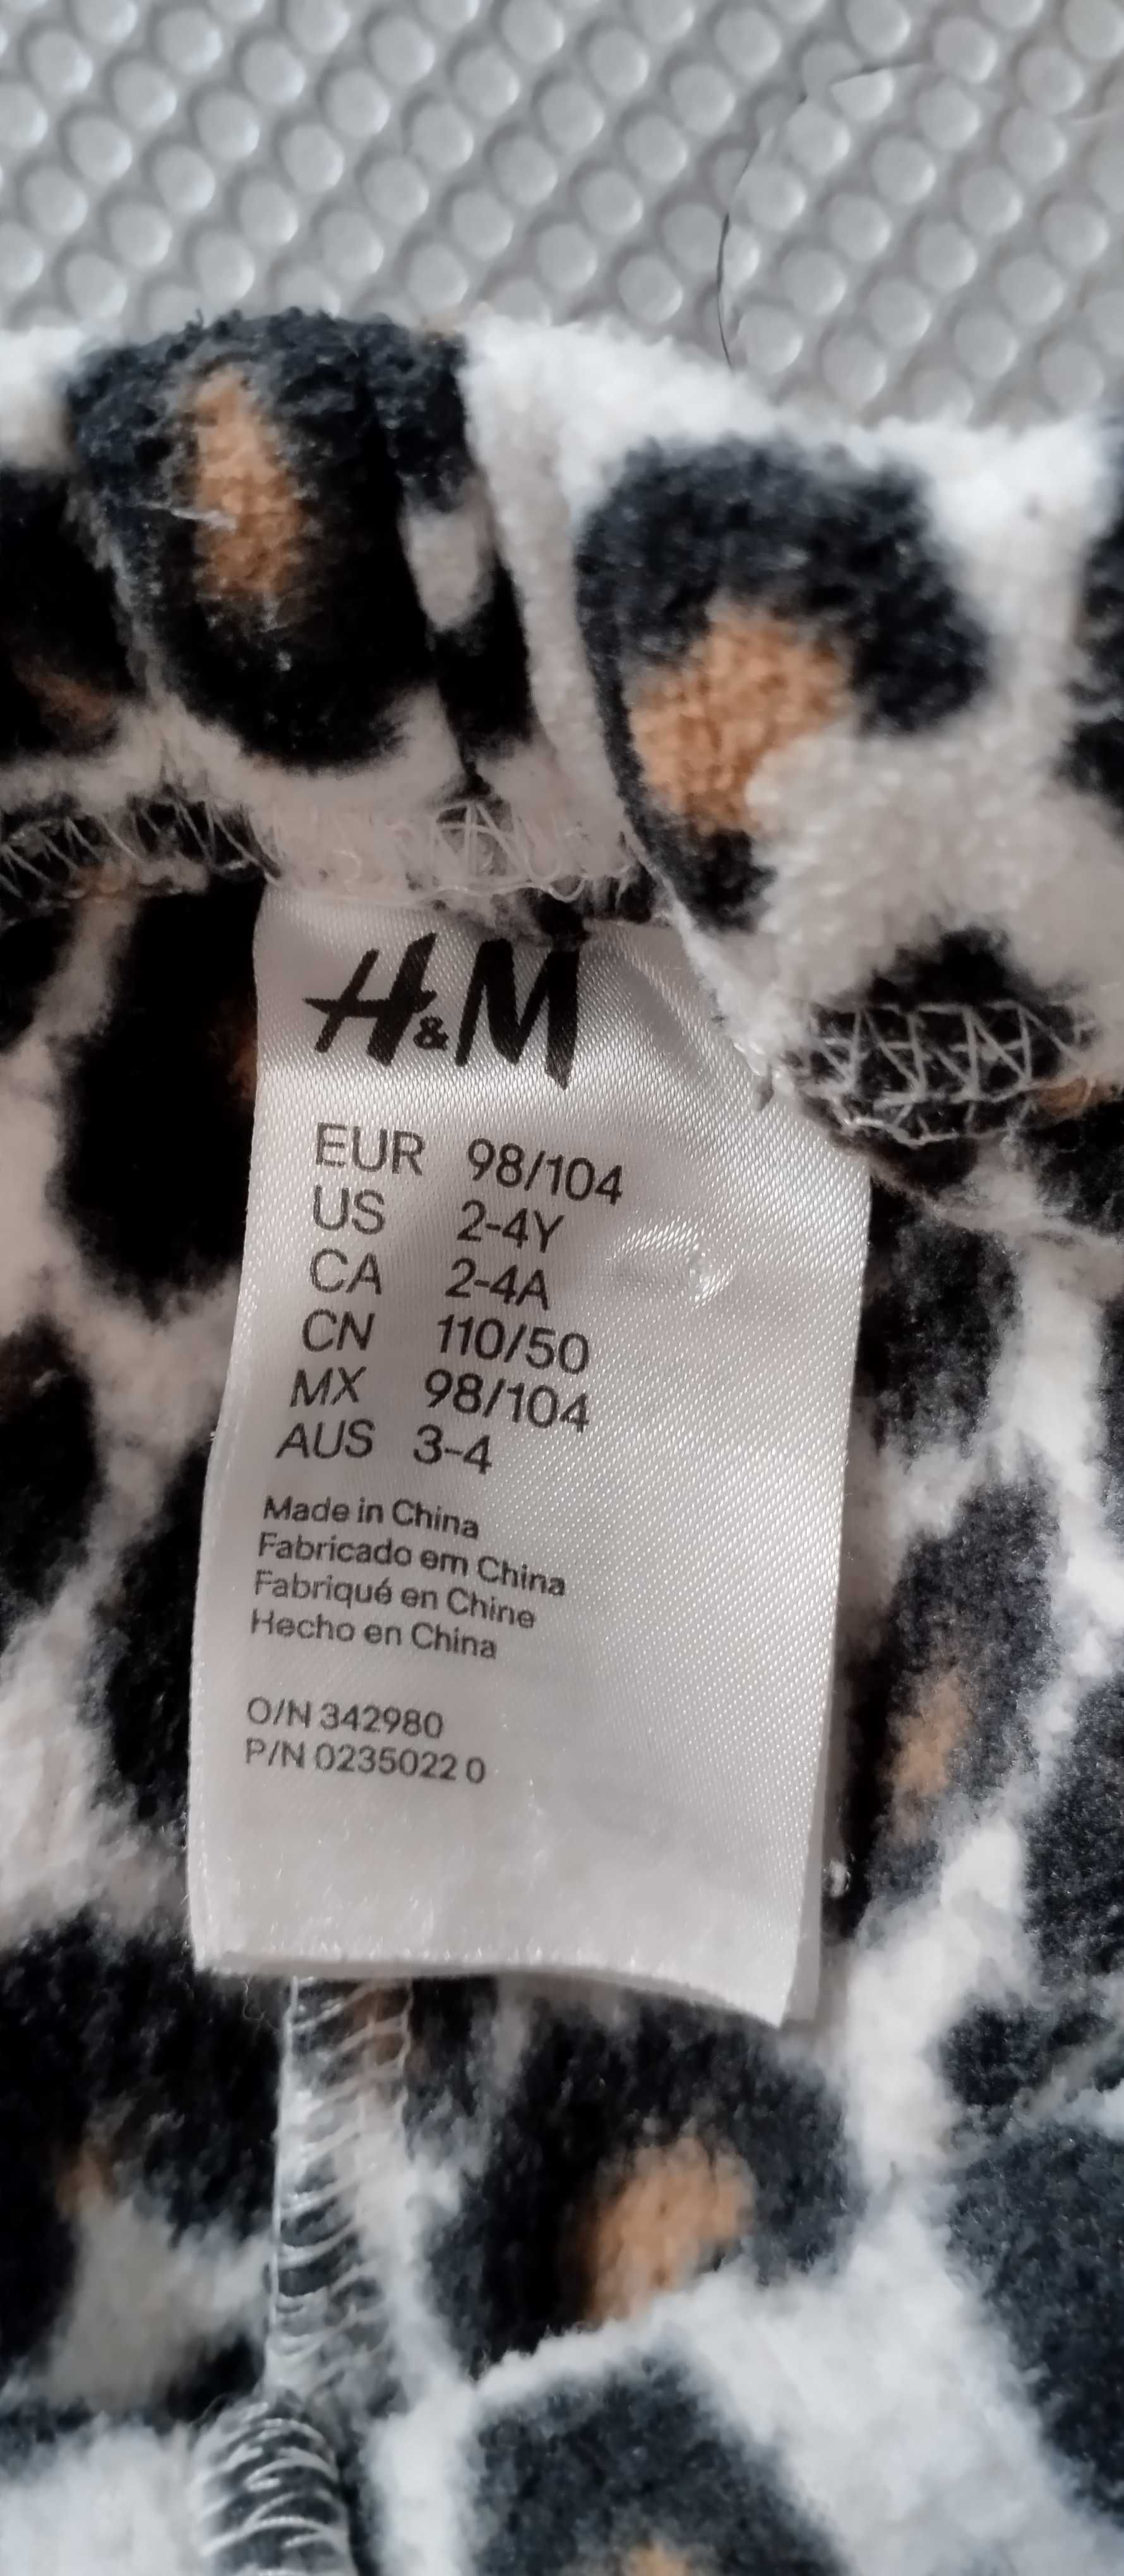 H&M
EUR 98/104
US 2-4Y
CA 2-4A
CN 110/50
MX 98/104
AUS 3-4
Made in China
Fabricado em China
Fabriqué en Chine
Hecho en China
O/N 342980
P/N 0235022 0